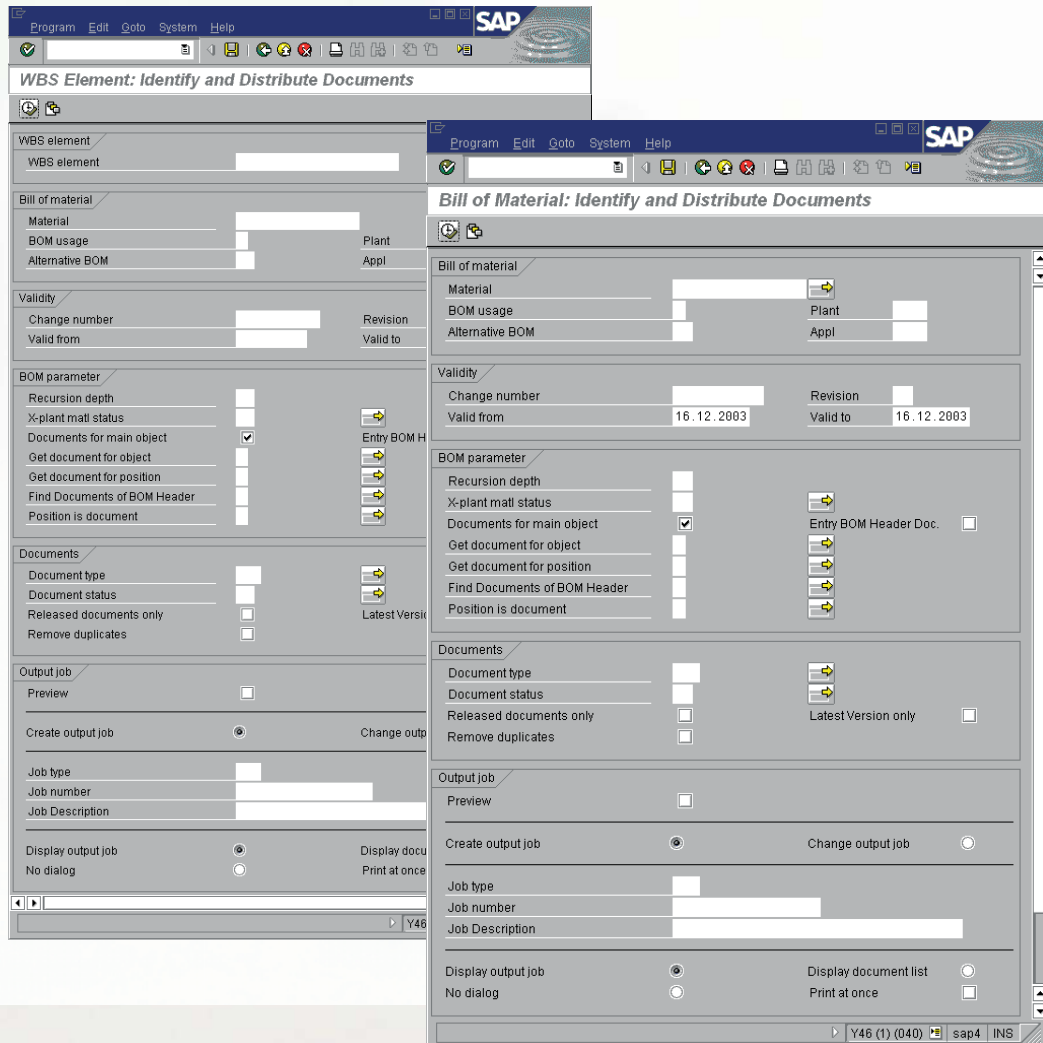 Program Edit Goto System Help
SAP
WBS Element: Identify and Distribute Documents
WBS element
WBS element
Bill of material
Material
BOM usage Plant
Alternative BOM Appl
Validity
Change number Revision
Valid from Valid to
BOM parameter
Recursion depth
X-plant matl status
Documents for main object Entry BOM H
Get document for object
Get document for position
Find Documents of BOM Header
Position is document
Documents
Document type
Document status
Released documents only Latest Versi
Remove duplicates
Output job
Preview
Create output job Change outp
Job type
Job number
Job Description
Display output job Display docu
No dialog Print at once
Y46
Program Edit Goto System Help
SAP
Bill of Material: Identify and Distribute Documents
Bill of material
Material
BOM usage Plant
Alternative BOM Appl
Validity
Change number Revision
Valid from 16.12.2003 Valid to 16.12.2003
BOM parameter
Recursion depth
X-plant matl status
Documents for main object Entry BOM Header Doc.
Get document for object
Get document for position
Find Documents of BOM Header
Position is document
Documents
Document type
Document status
Released documents only Latest Version only
Remove duplicates
Output job
Preview
Create output job Change output job
Job type
Job number
Job Description
Display output job Display document list
No dialog Print at once
Y46 (1) (040) sap4 INS